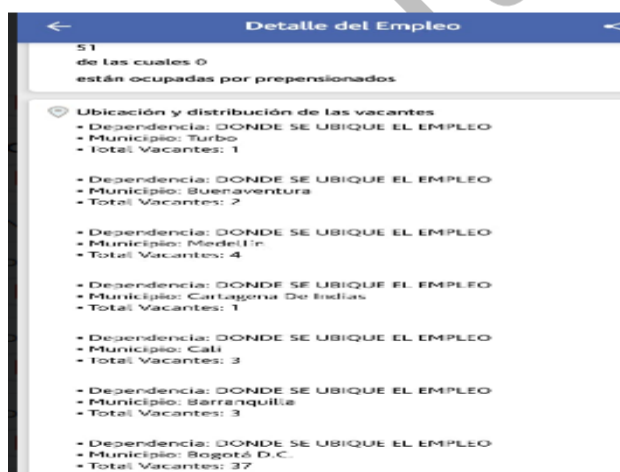 Detalle del Empleo
51
de las cuales 0
están ocupadas por prepensionados
Ubicación y distribución de las vacantes
• Dependencia: DONDE SE UBIQUE EL EMPLEO
• Municipio: Turbo
• Total Vacantes: 1
• Dependencia: DONDE SE UBIQUE EL EMPLEO
• Municipio: Buenaventura
• Total Vacantes: 2
• Dependencia: DONDE SE UBIQUE EL EMPLEO
• Municipio: Medellín
• Total Vacantes: 4
• Dependencia: DONDE SE UBIQUE EL EMPLEO
• Municipio: Cartagena De Indias
• Total Vacantes: 1
• Dependencia: DONDE SE UBIQUE EL EMPLEO
• Municipio: Cali
• Total Vacantes: 3
• Dependencia: DONDE SE UBIQUE EL EMPLEO
• Municipio: Barranquilla
• Total Vacantes: 3
• Dependencia: DONDE SE UBIQUE EL EMPLEO
• Municipio: Bogotá D.C.
• Total Vacantes: 37